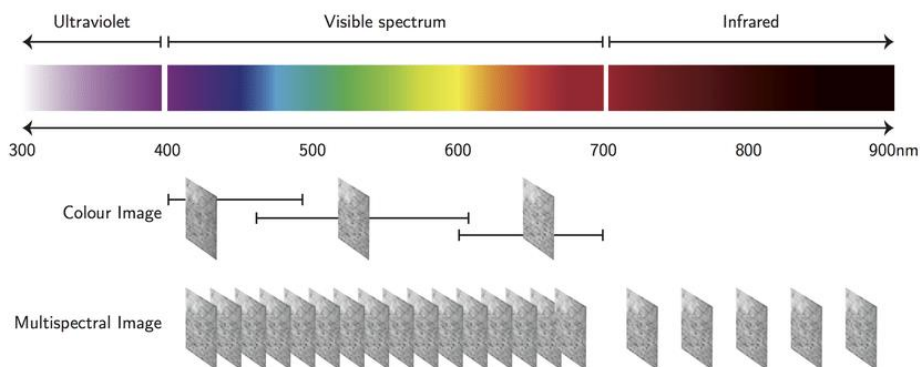 Ultraviolet Visible spectrum Infrared
300 400 500 600 700 800 900nm
Colour Image
Multispectral Image